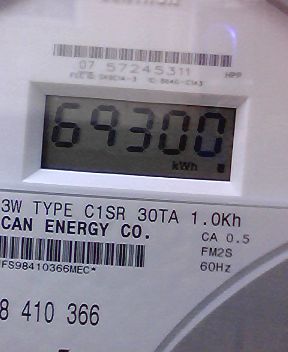 07 57245311 HPP
69300
kWh
3W TYPE C1SR 30TA 1.0Kh
CAN ENERGY CO.
CA 0.5
FM2S
60Hz
FS98410366MEC*
8 410 366